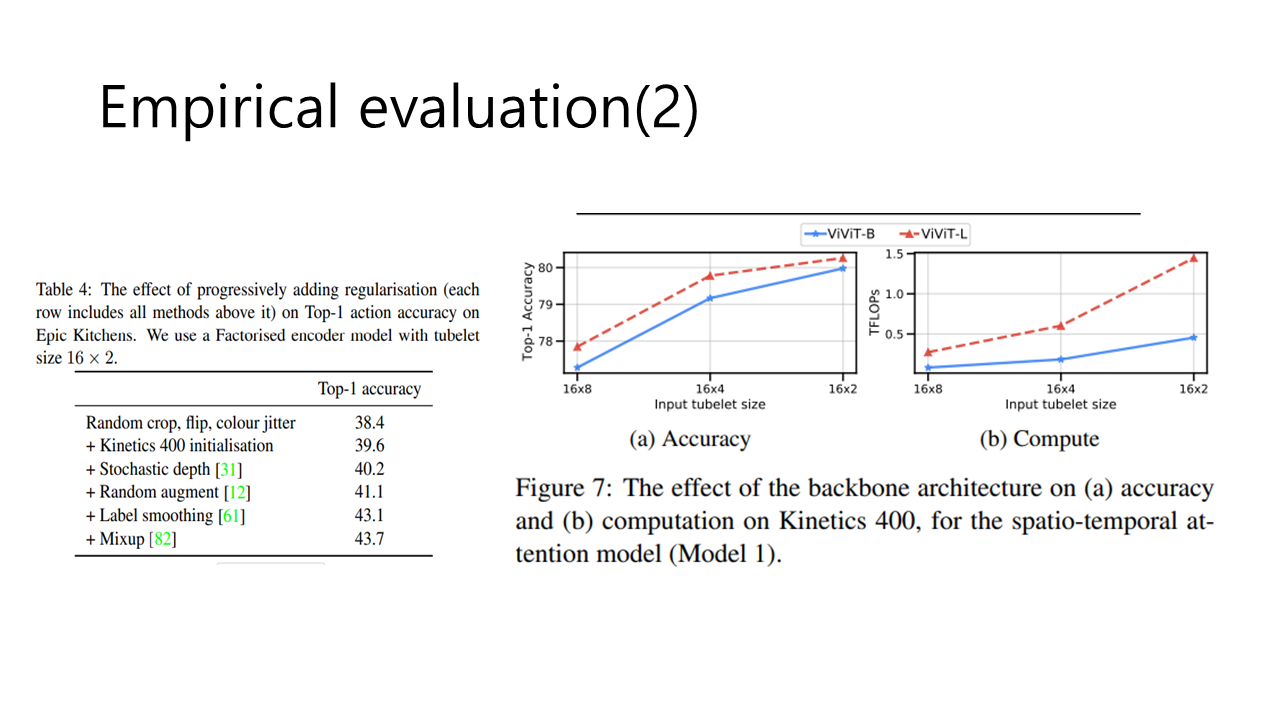 Empirical evaluation(2)
Table 4: The effect of progressively adding regularisation (each
row includes all methods above it) on Top-1 action accuracy on
Epic Kitchens. We use a Factorised encoder model with tubelet
size 16 × 2.
Top-1 accuracy
Random crop, flip, colour jitter 38.4
+ Kinetics 400 initialisation 39.6
+ Stochastic depth [31] 40.2
+ Random augment [12] 41.1
+ Label smoothing [61] 43.1
+ Mixup [82] 43.7
ViViT-B ViViT-L
Top-1 Accuracy
80
79
78
16x8 16x4 16x2
Input tubelet size
(a) Accuracy
TFLOPs
1.5
1.0
0.5
16x8 16x4 16x2
Input tubelet size
(b) Compute
Figure 7: The effect of the backbone architecture on (a) accuracy
and (b) computation on Kinetics 400, for the spatio-temporal at-
tention model (Model 1).